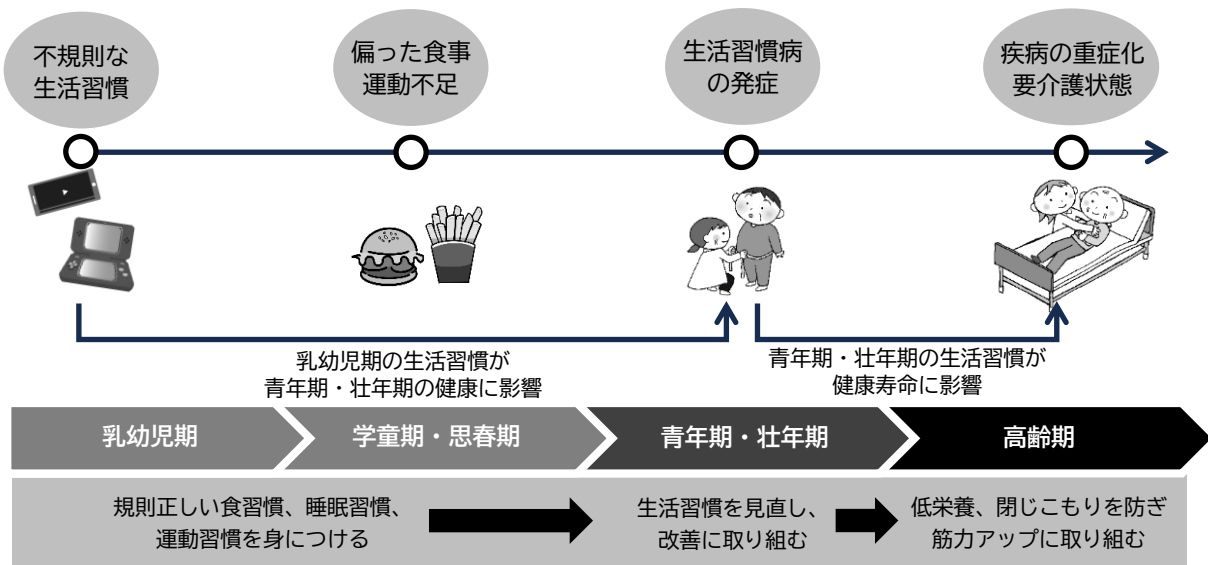 不規則な
生活習慣
偏った食事
運動不足
生活習慣病
の発症
疾病の重症化
要介護状態
乳幼児期の生活習慣が
青年期・壮年期の健康に影響
青年期・壮年期の生活習慣が
健康寿命に影響
乳幼児期
学童期・思春期
青年期・壮年期
高齢期
規則正しい食習慣、睡眠習慣、
運動習慣を身につける
生活習慣を見直し、
改善に取り組む
低栄養、閉じこもりを防ぎ
筋力アップに取り組む